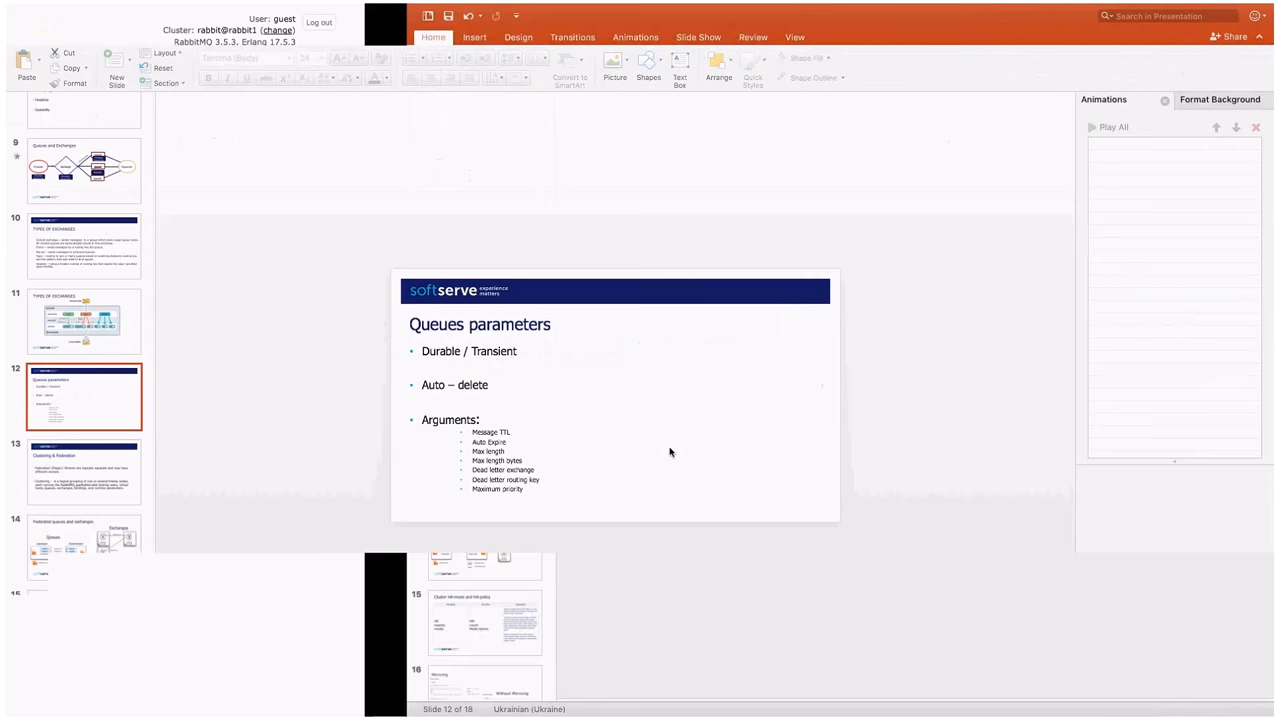 User: guest
Log out
Cluster: rabbit@rabbit1 (change)
RabbitMQ 3.5.3, Erlang 17.5.3
Search in Presentation
Home Insert Design Transitions Animations Slide Show Review View
Share
Paste
Cut
Copy
Format
New Slide
Layout
Reset
Section
Tahoma (Body)
24
Convert to SmartArt
Picture
Shapes
Text Box
Arrange
Quick Styles
Shape Fill
Shape Outline
Animations
Format Background
Play All
9
Queues and Exchanges
10
TYPES OF EXCHANGES
11
TYPES OF EXCHANGES
12
Queues parameters
13
Clustering & Federation
14
Federated queues and exchanges
Queues
Exchanges
softserve experience matters
Queues parameters
• Durable / Transient
• Auto – delete
• Arguments:
• Message TTL
• Auto Expire
• Max length
• Max length bytes
• Dead letter exchange
• Dead letter routing key
• Maximum priority
15
Cluster HA-mode and HA-policy
16
Mirroring
Without Mirroring
Slide 12 of 18
Ukrainian (Ukraine)